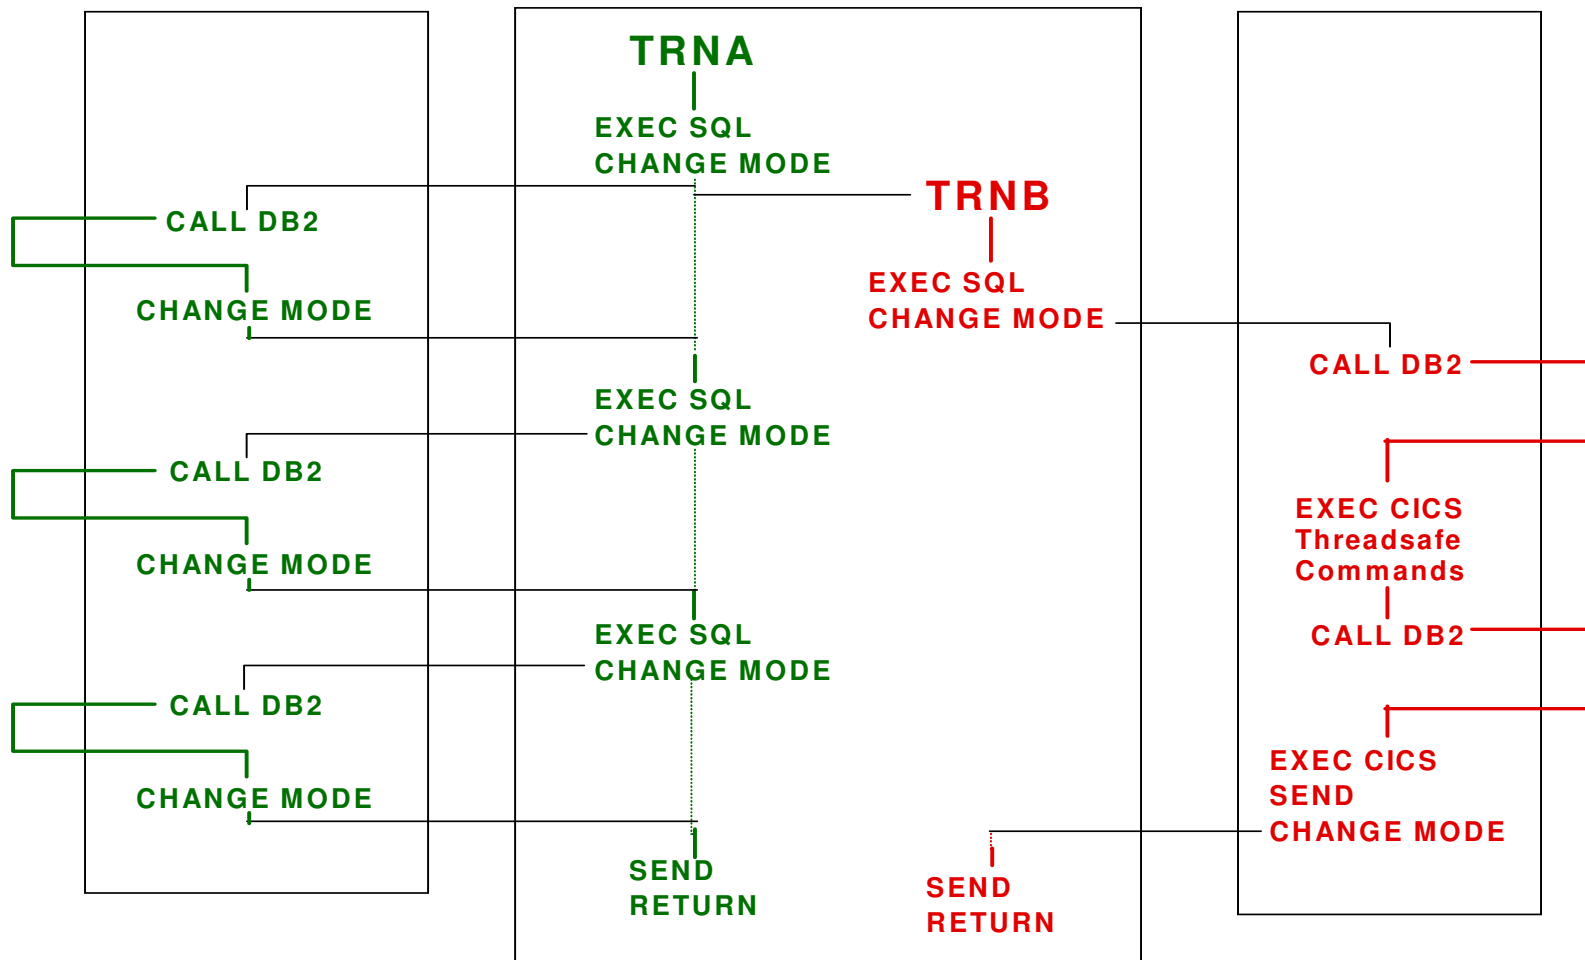 TRNA
EXEC SQL
CHANGE MODE
TRNB
CALL DB2
EXEC SQL
CHANGE MODE
CHANGE MODE
CALL DB2
EXEC SQL
CHANGE MODE
CALL DB2
EXEC CICS
Threadsafe
Commands
CHANGE MODE
EXEC SQL
CHANGE MODE
CALL DB2
CALL DB2
EXEC CICS
SEND
CHANGE MODE
CHANGE MODE
SEND
RETURN
SEND
RETURN